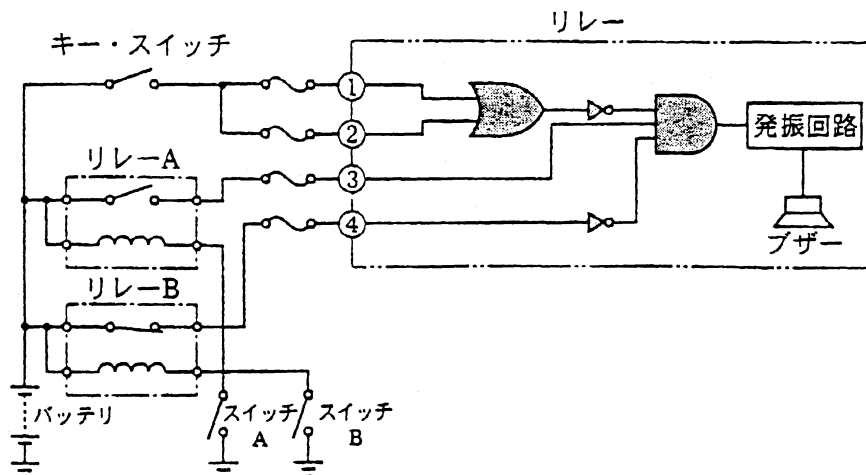 リレー
キー・スイッチ
①
②
発振回路
リレーA
③
④
ブザー
リレーB
バッテリ
スイッチ
A
スイッチ
B